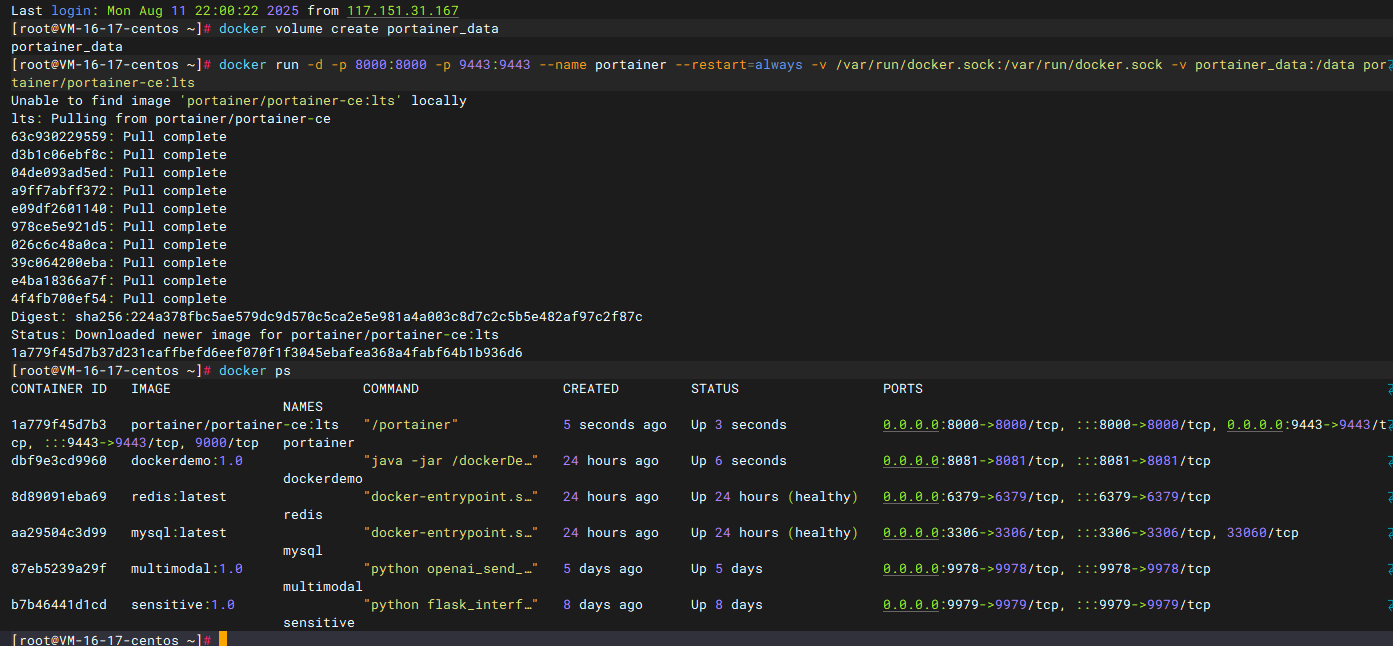 Last login: Mon Aug 11 22:00:22 2025 from 117.151.31.167
[root@VM-16-17-centos ~]# docker volume create portainer_data
portainer_data
[root@VM-16-17-centos ~]# docker run -d -p 8000:8000 -p 9443:9443 --name portainer --restart=always -v /var/run/docker.sock:/var/run/docker.sock -v portainer_data:/data por
tainer/portainer-ce:lts
Unable to find image 'portainer/portainer-ce:lts' locally
lts: Pulling from portainer/portainer-ce
63c930229559: Pull complete
d3b1c06ebf8c: Pull complete
04de093ad5ed: Pull complete
a9ff7abff372: Pull complete
e09df2601140: Pull complete
978ce5e921d5: Pull complete
026c6c48a0ca: Pull complete
39c064200eba: Pull complete
e4ba18366a7f: Pull complete
4f4fb700ef54: Pull complete
Digest: sha256:224a378fbc5ae579dc9d570c5ca2e5e981a4a003c8d7c2c5b5e482af97c2f87c
Status: Downloaded newer image for portainer/portainer-ce:lts
1a779f45d7b37d231caffbefd6eef070f1f3045ebafea368a4fabf64b1b936d6
[root@VM-16-17-centos ~]# docker ps
CONTAINER ID   IMAGE                        COMMAND                  CREATED         STATUS                  PORTS
                                  NAMES
1a779f45d7b3   portainer/portainer-ce:lts   "/portainer"             5 seconds ago   Up 3 seconds            0.0.0.0:8000->8000/tcp, :::8000->8000/tcp, 0.0.0.0:9443->9443/t
cp, :::9443->9443/tcp, 9000/tcp   portainer
dbf9e3cd9960   dockerdemo:1.0               "java -jar /dockerDe…"   24 hours ago    Up 6 seconds            0.0.0.0:8081->8081/tcp, :::8081->8081/tcp
                                  dockerdemo
8d89091eba69   redis:latest                 "docker-entrypoint.s…"   24 hours ago    Up 24 hours (healthy)   0.0.0.0:6379->6379/tcp, :::6379->6379/tcp
                                  redis
aa29504c3d99   mysql:latest                 "docker-entrypoint.s…"   24 hours ago    Up 24 hours (healthy)   0.0.0.0:3306->3306/tcp, :::3306->3306/tcp, 33060/tcp
                                  mysql
87eb5239a29f   multimodal:1.0               "python openai_send_…"   5 days ago      Up 5 days               0.0.0.0:9978->9978/tcp, :::9978->9978/tcp
                                  multimodal
b7b46441d1cd   sensitive:1.0                "python flask_interf…"   8 days ago      Up 8 days               0.0.0.0:9979->9979/tcp, :::9979->9979/tcp
                                  sensitive
[root@VM-16-17-centos ~]#